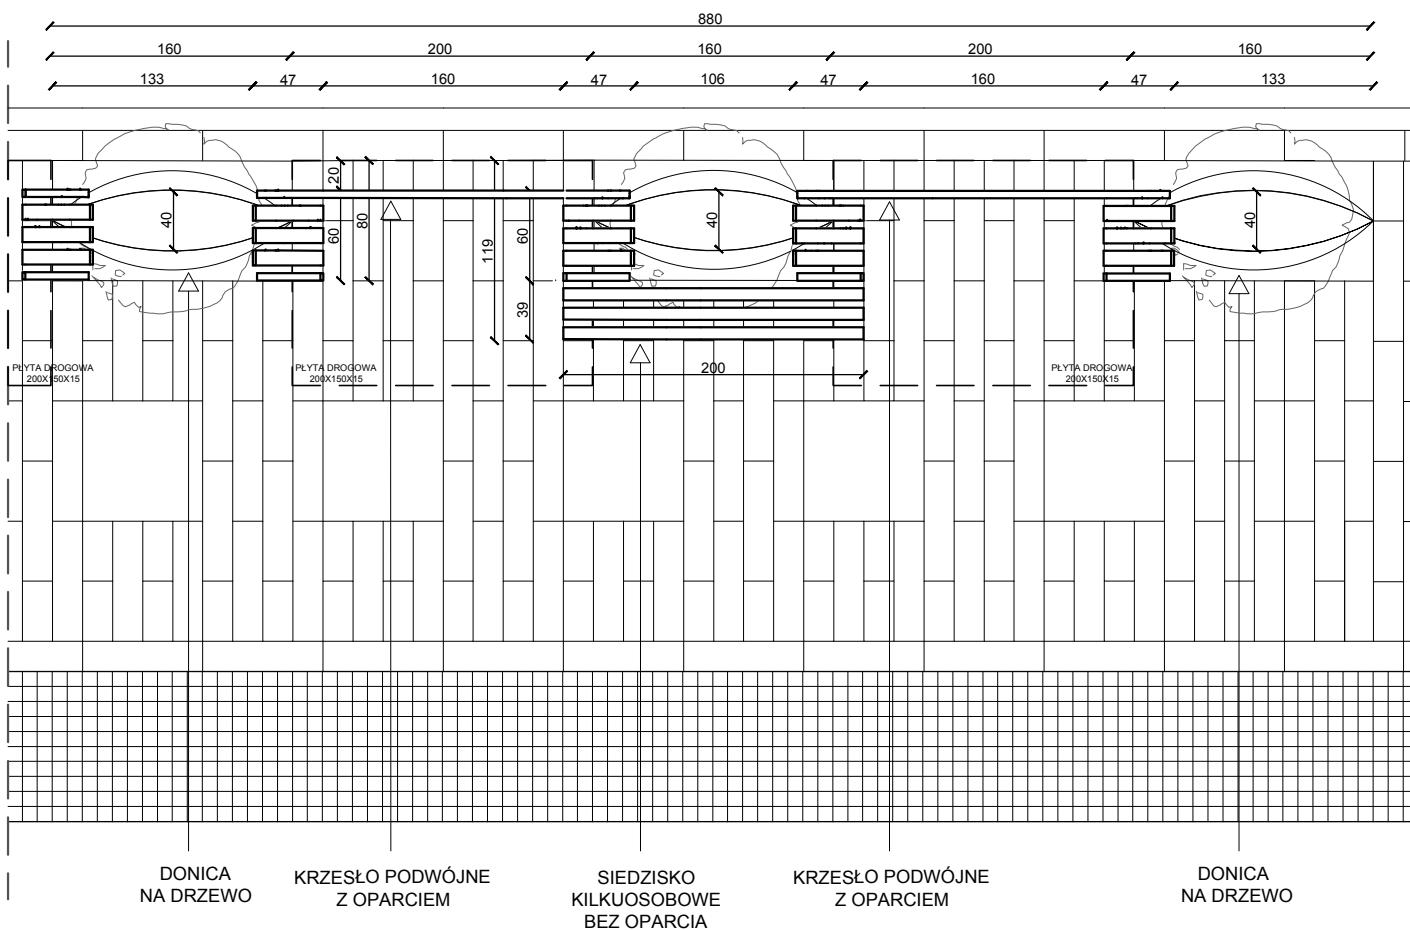 880
160 200 160 200 160
133 47 160 47 106 47 160 47 133
20
40 60 80 119 60 40 40
39
PŁYTA DROGOWA
200X150X15
PŁYTA DROGOWA
200X150X15
200
PŁYTA DROGOWA
200X150X15
DONICA
NA DRZEWO
KRZESŁO PODWÓJNE
Z OPARCIEM
SIEDZISKO
KILKUOSOBOWE
BEZ OPARCIA
KRZESŁO PODWÓJNE
Z OPARCIEM
DONICA
NA DRZEWO